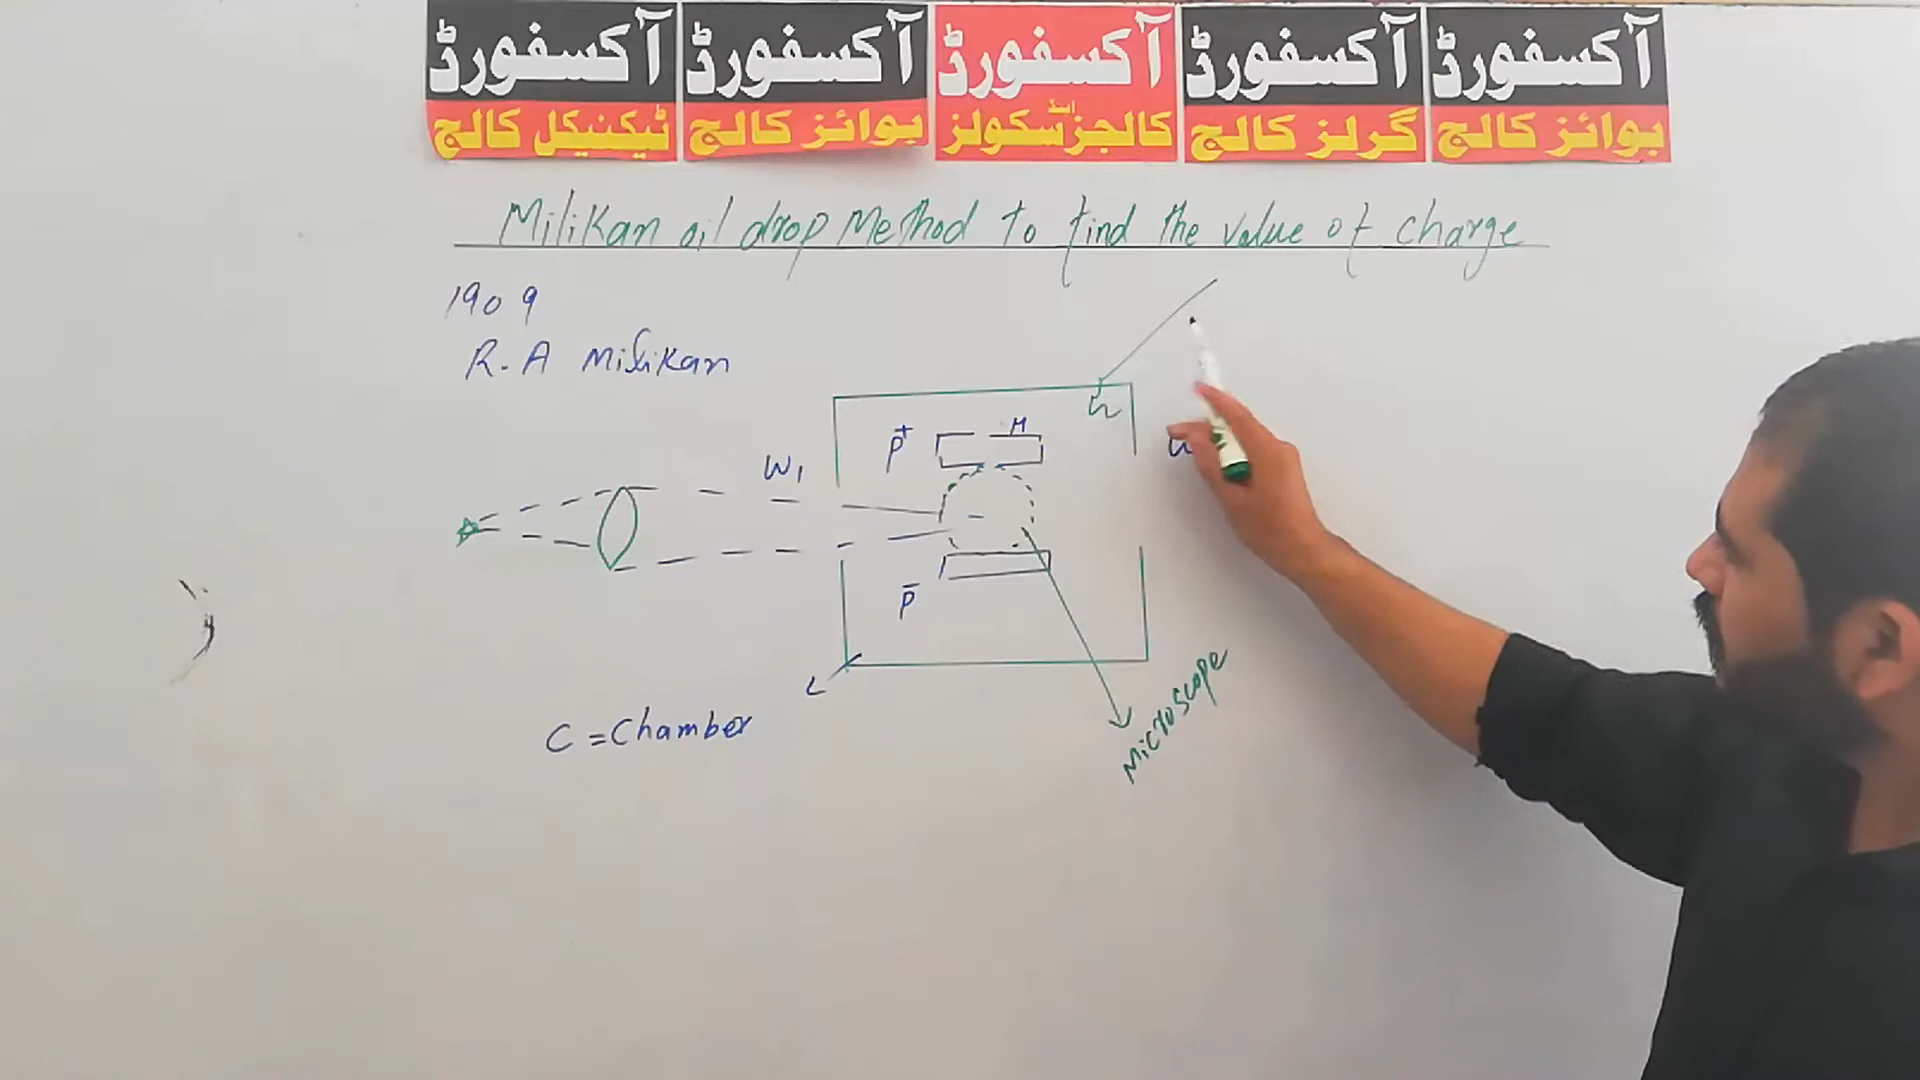 آکسفورڈ
ٹیکنیکل کالج
آکسفورڈ
بوائز کالج
آکسفورڈ
کالجز اینڈ سکولز
آکسفورڈ
گرلز کالج
آکسفورڈ
بوائز کالج
Milikan oil drop Method to find the value of charge
1909
R.A Milikan
P+
H
W1
P-
C
C = Chamber
Microscope